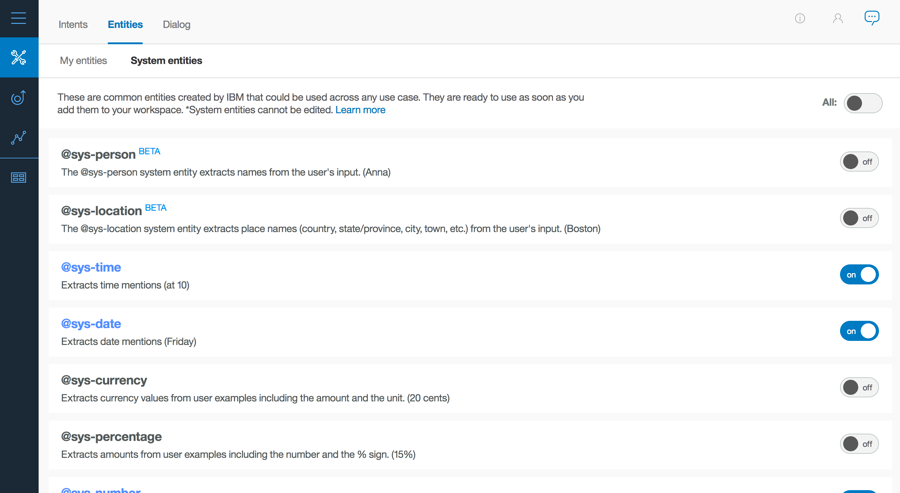 Intents Entities Dialog
My entities System entities
These are common entities created by IBM that could be used across any use case. They are ready to use as soon as you
add them to your workspace. *System entities cannot be edited. Learn more
All:
@sys-person BETA
The @sys-person system entity extracts names from the user's input. (Anna)
off
@sys-location BETA
The @sys-location system entity extracts place names (country, state/province, city, town, etc.) from the user's input. (Boston)
off
@sys-time
Extracts time mentions (at 10)
on
@sys-date
Extracts date mentions (Friday)
on
@sys-currency
Extracts currency values from user examples including the amount and the unit. (20 cents)
off
@sys-percentage
Extracts amounts from user examples including the number and the % sign. (15%)
off
@sys-number